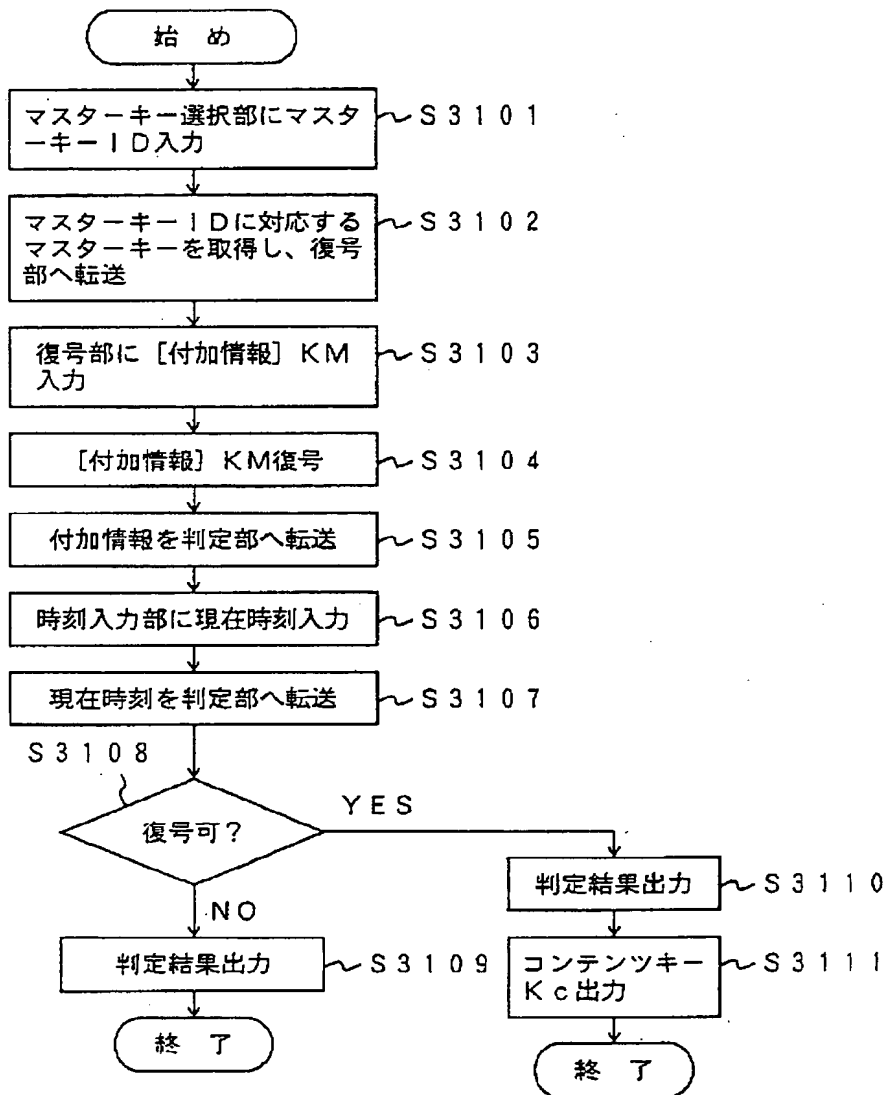 始 め
マスターキー選択部にマスタ
ーキーID入力
S3101
マスターキーIDに対応する
マスターキーを取得し、復号
部へ転送
S3102
復号部に[付加情報]KM
入力
S3103
[付加情報]KM復号
S3104
付加情報を判定部へ転送
S3105
時刻入力部に現在時刻入力
S3106
現在時刻を判定部へ転送
S3107
S3108
復号可?
YES
NO
判定結果出力
S3109
終 了
判定結果出力
S3110
コンテンツキー
Kc出力
S3111
終 了